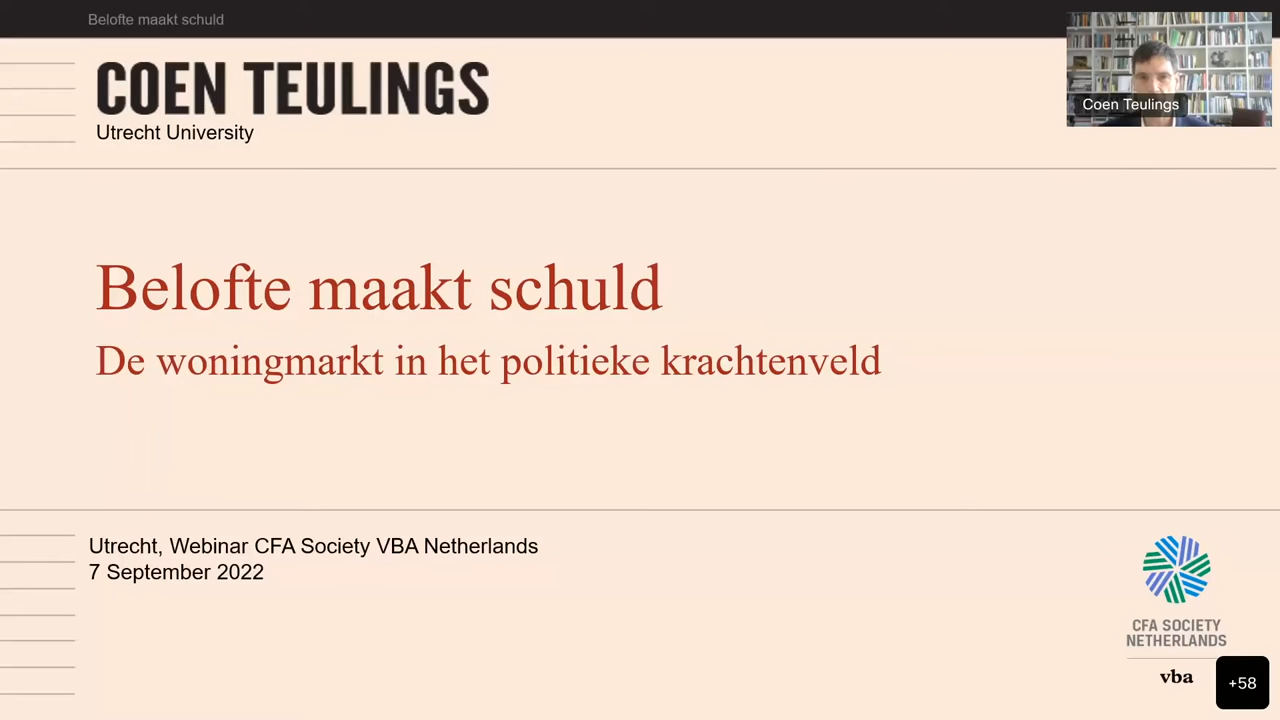 Belofte maakt schuld
COEN TEULINGS
Utrecht University
Coen Teulings
Belofte maakt schuld
De woningmarkt in het politieke krachtenveld
Utrecht, Webinar CFA Society VBA Netherlands
7 September 2022
CFA SOCIETY
NETHERLANDS
vba
+58